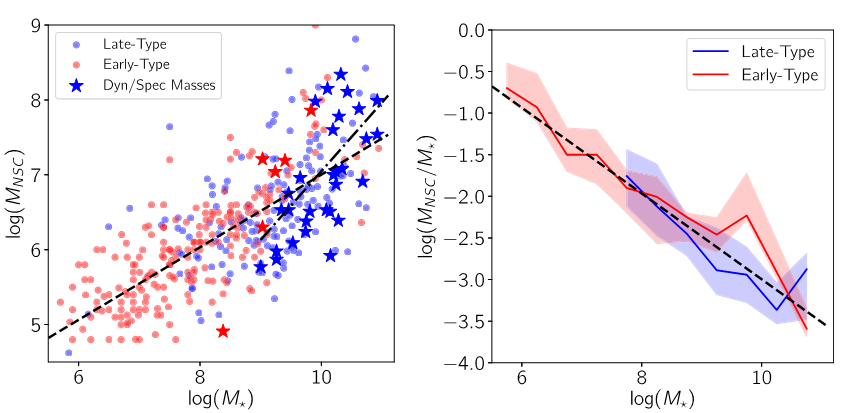 9
8
7
6
5
log(M_NSC)
Late-Type
Early-Type
Dyn/Spec Masses
6 8 10
log(M⋆)
0.0
−0.5
−1.0
−1.5
−2.0
−2.5
−3.0
−3.5
−4.0
log(M_NSC/M⋆)
Late-Type
Early-Type
6 8 10
log(M⋆)